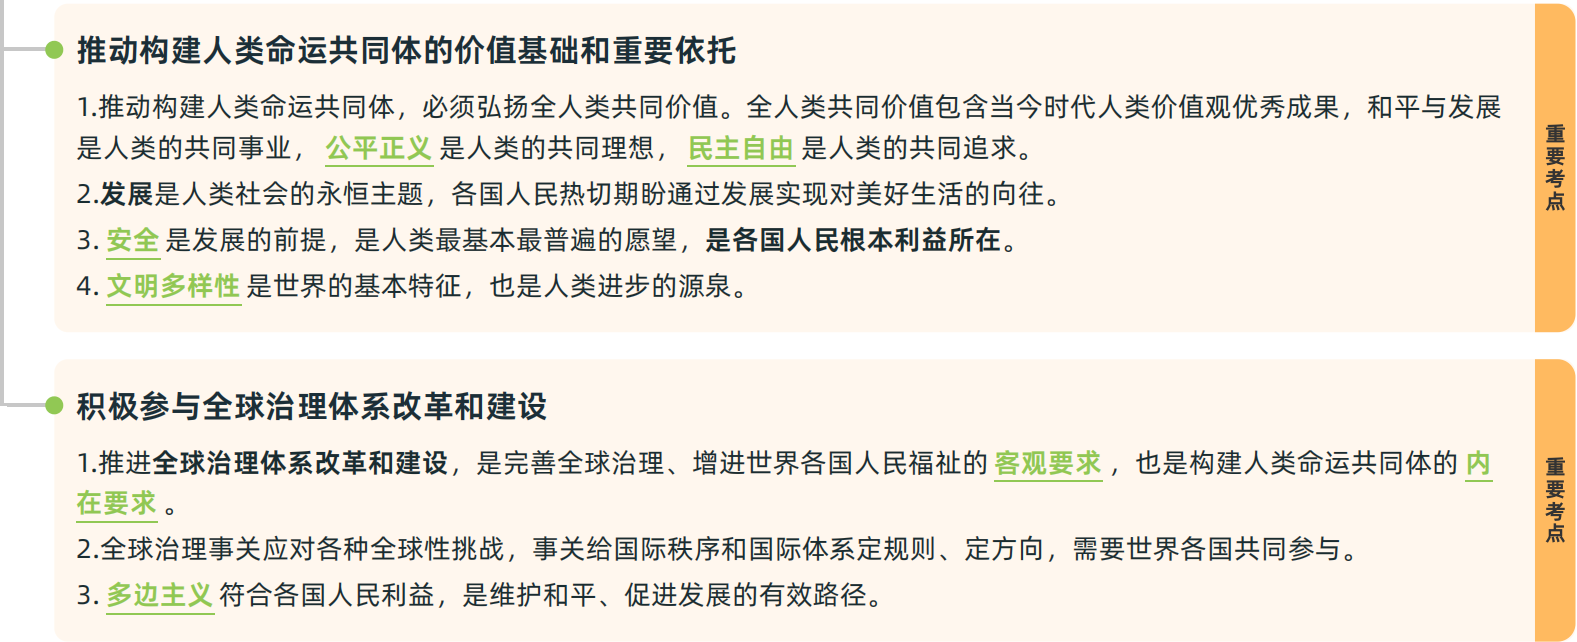 推动构建人类命运共同体的价值基础和重要依托
1.推动构建人类命运共同体，必须弘扬全人类共同价值。全人类共同价值包含当今时代人类价值观优秀成果，和平与发展
是人类的共同事业， 公平正义 是人类的共同理想， 民主自由 是人类的共同追求。
2.发展是人类社会的永恒主题，各国人民热切期盼通过发展实现对美好生活的向往。
3. 安全 是发展的前提，是人类最基本最普遍的愿望，是各国人民根本利益所在。
4. 文明多样性 是世界的基本特征，也是人类进步的源泉。
重要考点
积极参与全球治理体系改革和建设
1.推进全球治理体系改革和建设，是完善全球治理、增进世界各国人民福祉的 客观要求 ，也是构建人类命运共同体的 内
在要求 。
2.全球治理事关应对各种全球性挑战，事关给国际秩序和国际体系定规则、定方向，需要世界各国共同参与。
3. 多边主义 符合各国人民利益，是维护和平、促进发展的有效路径。
重要考点